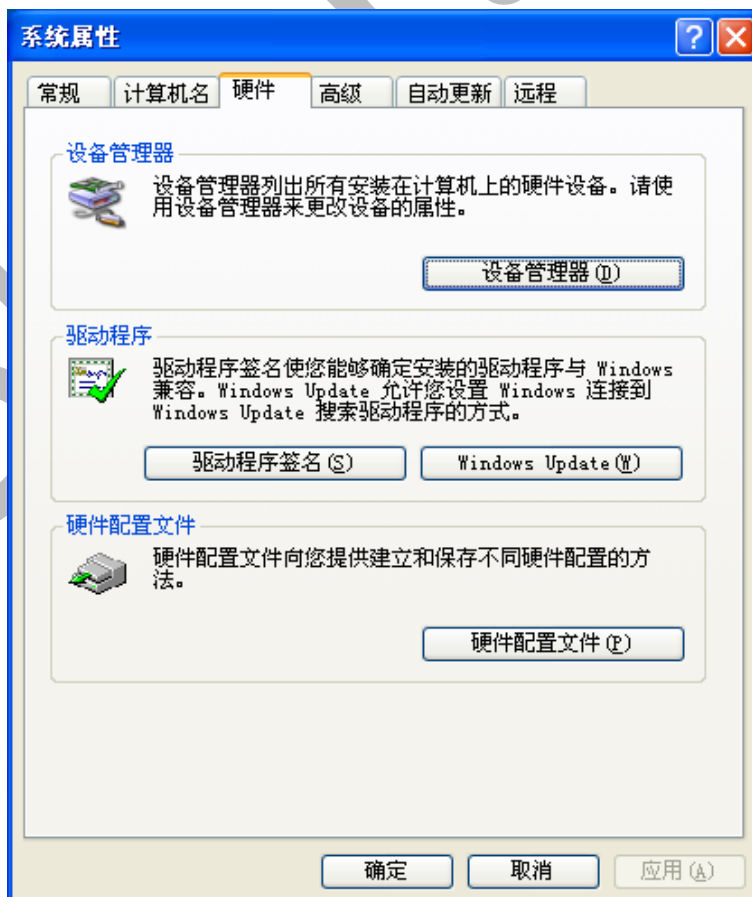 系统属性
常规 计算机名 硬件 高级 自动更新 远程
设备管理器
设备管理器列出所有安装在计算机上的硬件设备。请使
用设备管理器来更改设备的属性。
设备管理器(D)
驱动程序
驱动程序签名使您能够确定安装的驱动程序与 Windows
兼容。Windows Update 允许您设置 Windows 连接到
Windows Update 搜索驱动程序的方式。
驱动程序签名(S) Windows Update(W)
硬件配置文件
硬件配置文件向您提供建立和保存不同硬件配置的方
法。
硬件配置文件(P)
确定 取消 应用(A)